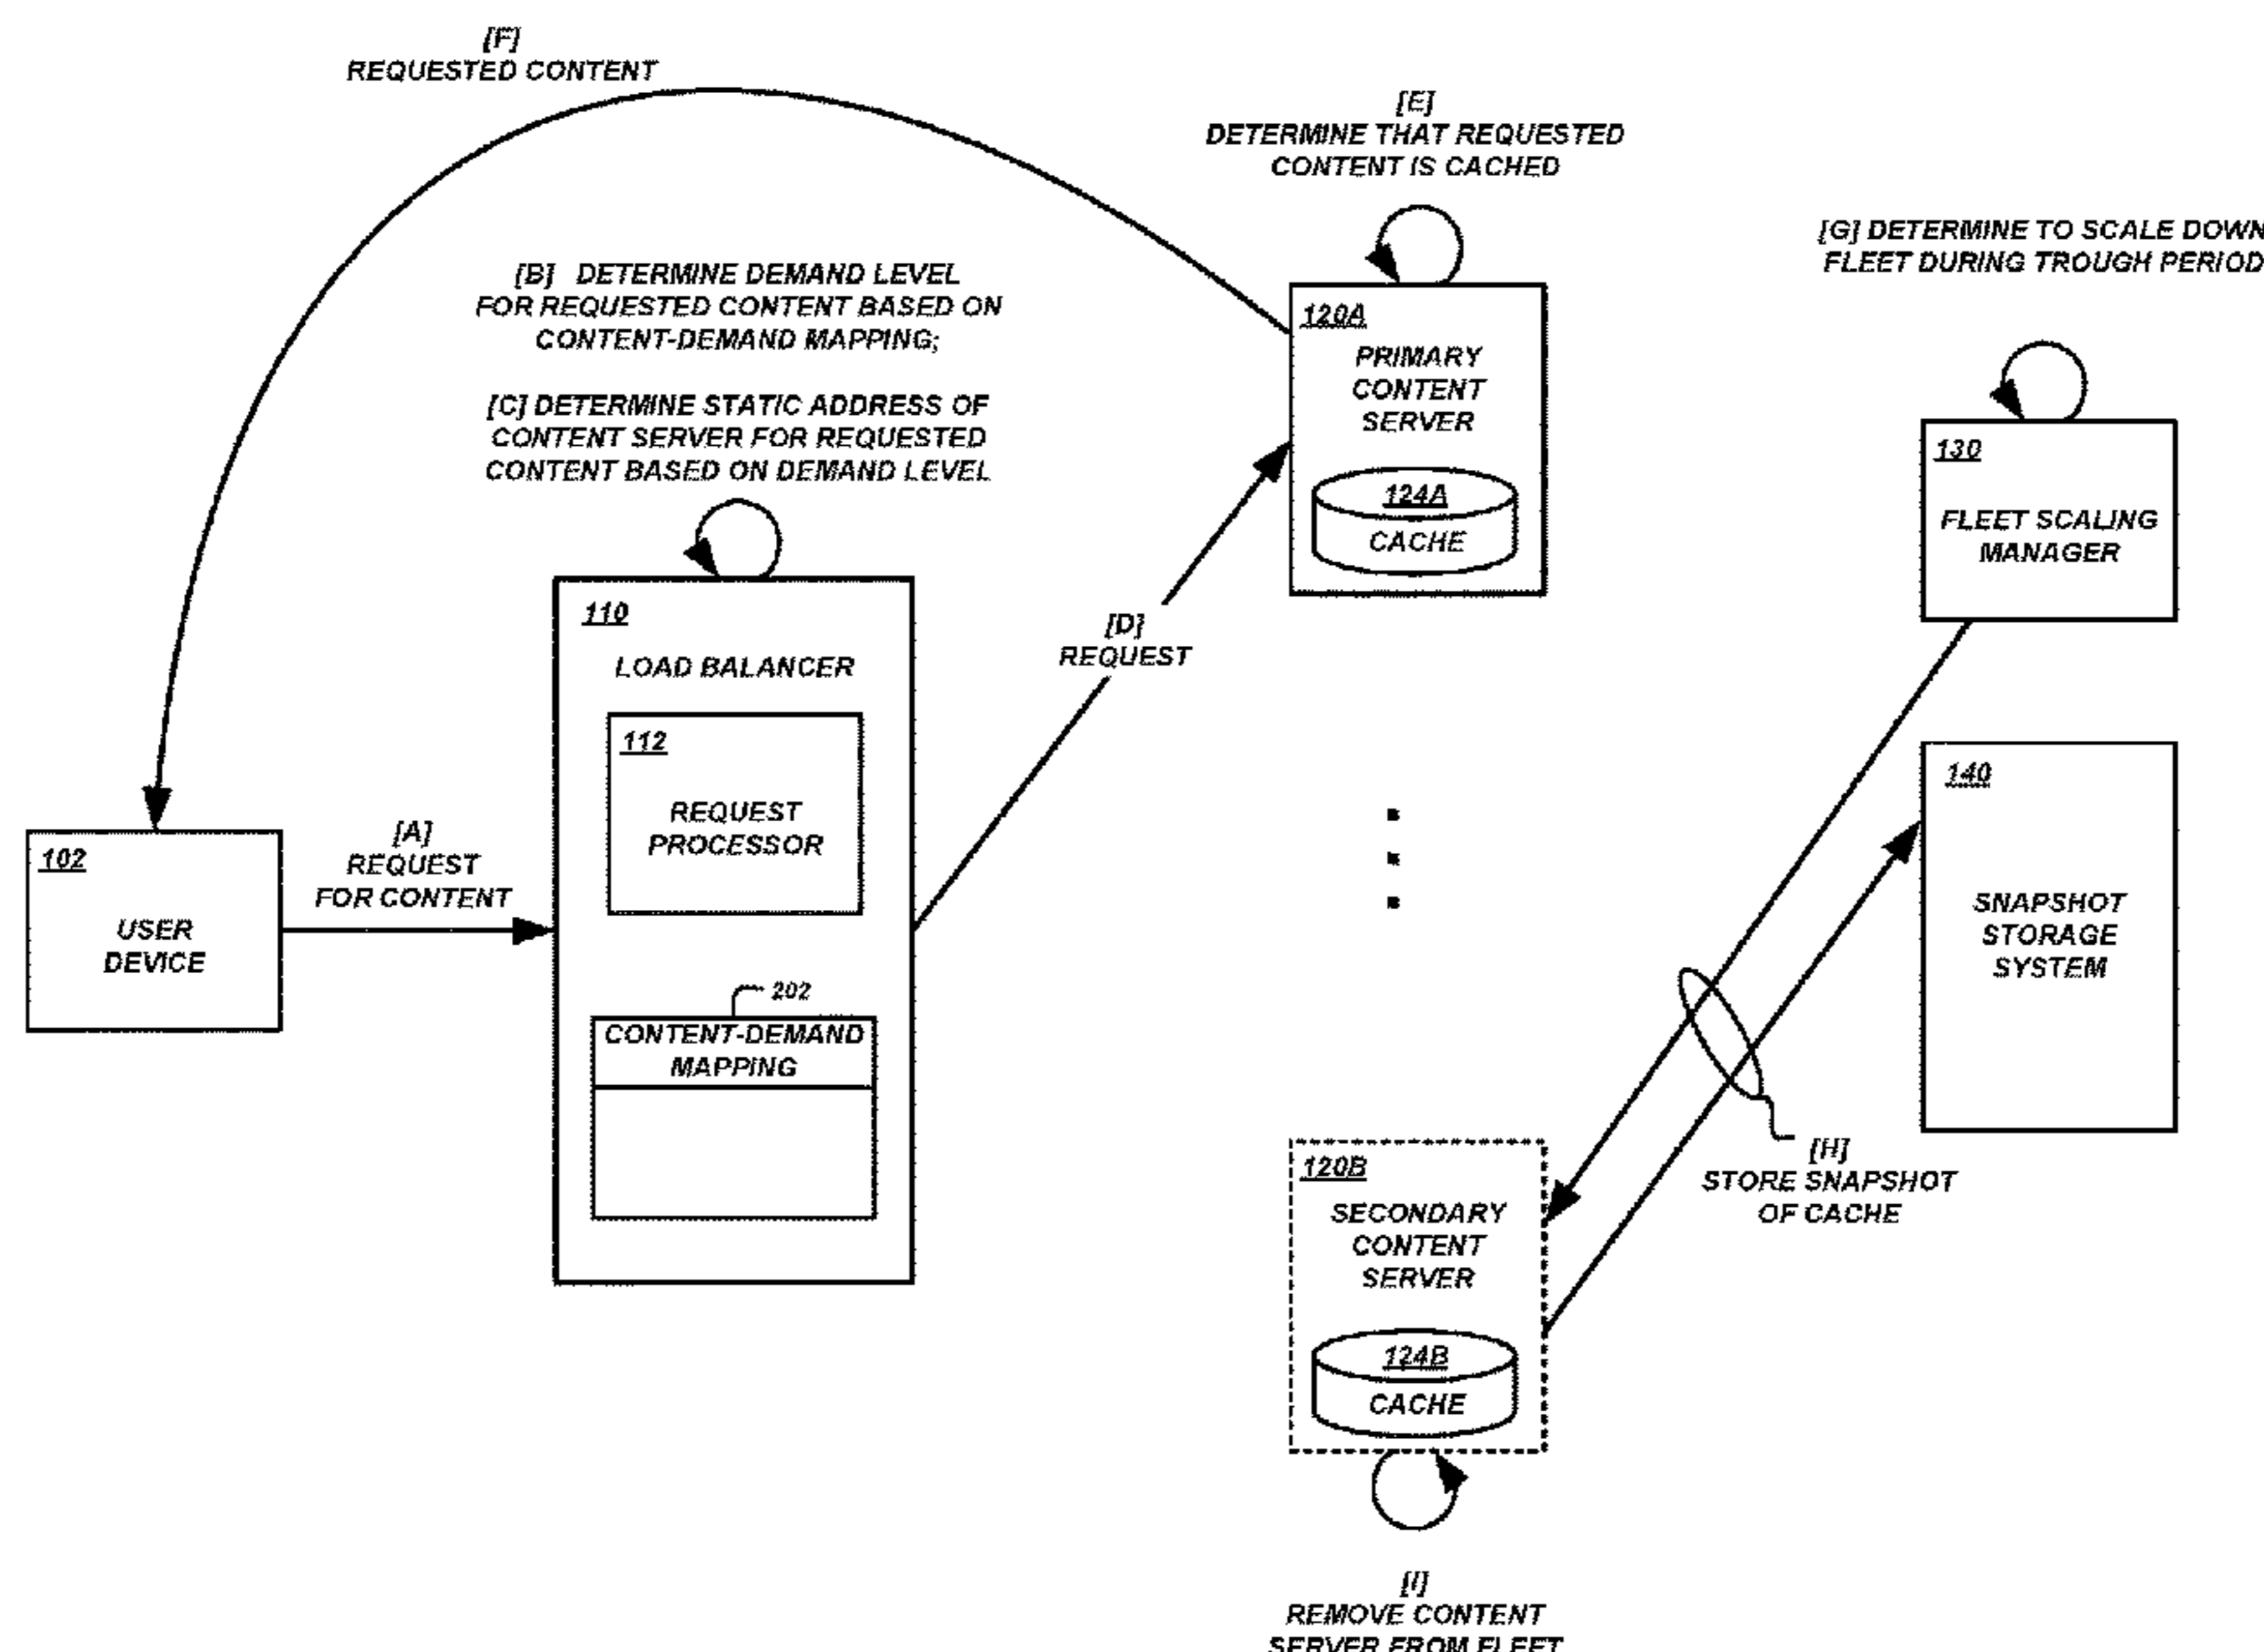 [F]
REQUESTED CONTENT
[E]
DETERMINE THAT REQUESTED
CONTENT IS CACHED
[G] DETERMINE TO SCALE DOWN
FLEET DURING TROUGH PERIOD
[B] DETERMINE DEMAND LEVEL
FOR REQUESTED CONTENT BASED ON
CONTENT-DEMAND MAPPING;
[C] DETERMINE STATIC ADDRESS OF
CONTENT SERVER FOR REQUESTED
CONTENT BASED ON DEMAND LEVEL
120A
PRIMARY
CONTENT
SERVER
124A
CACHE
130
FLEET SCALING
MANAGER
110
LOAD BALANCER
[D]
REQUEST
112
REQUEST
PROCESSOR
140
SNAPSHOT
STORAGE
SYSTEM
102
USER
DEVICE
[A]
REQUEST
FOR CONTENT
202
CONTENT-DEMAND
MAPPING
[H]
STORE SNAPSHOT
OF CACHE
120B
SECONDARY
CONTENT
SERVER
124B
CACHE
[I]
REMOVE CONTENT
SERVER FROM FLEET